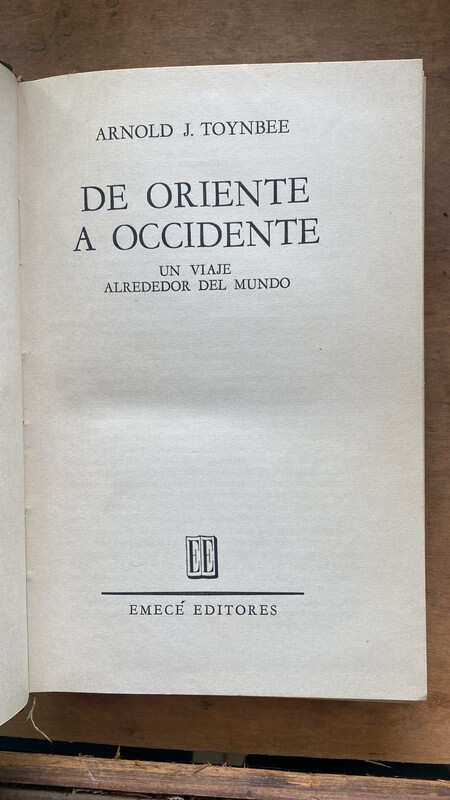 ARNOLD J. TOYNBEE
DE ORIENTE
A OCCIDENTE
UN VIAJE
ALREDEDOR DEL MUNDO
EE
EMECÉ EDITORES